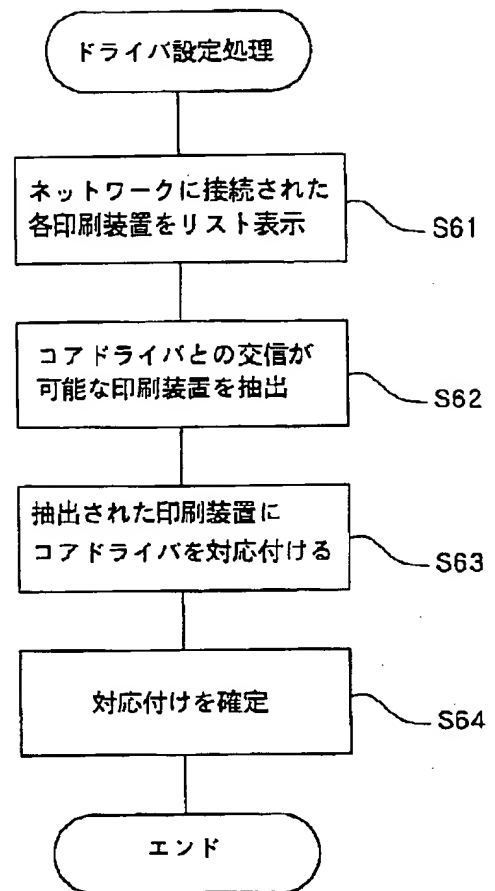 ドライバ設定処理
ネットワークに接続された
各印刷装置をリスト表示
S61
コアドライバとの交信が
可能な印刷装置を抽出
S62
抽出された印刷装置に
コアドライバを対応付ける
S63
対応付けを確定
S64
エンド